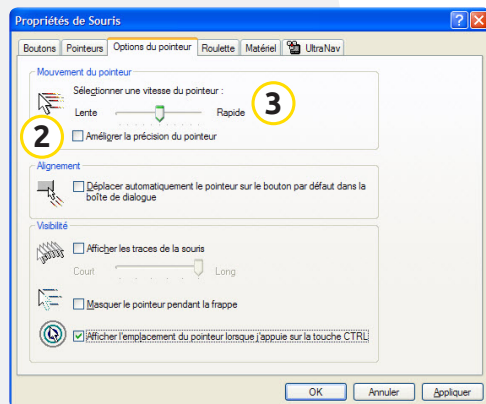 Propriétés de Souris
Boutons Pointeurs Options du pointeur Roulette Matériel UltraNav
Mouvement du pointeur
Sélectionner une vitesse du pointeur :
Lente Rapide 3
2 Améliorer la précision du pointeur
Alignement
Déplacer automatiquement le pointeur sur le bouton par défaut dans la
boîte de dialogue
Visibilité
Afficher les traces de la souris
Court Long
Masquer le pointeur pendant la frappe
Afficher l'emplacement du pointeur lorsque j'appuie sur la touche CTRL
OK Annuler Appliquer